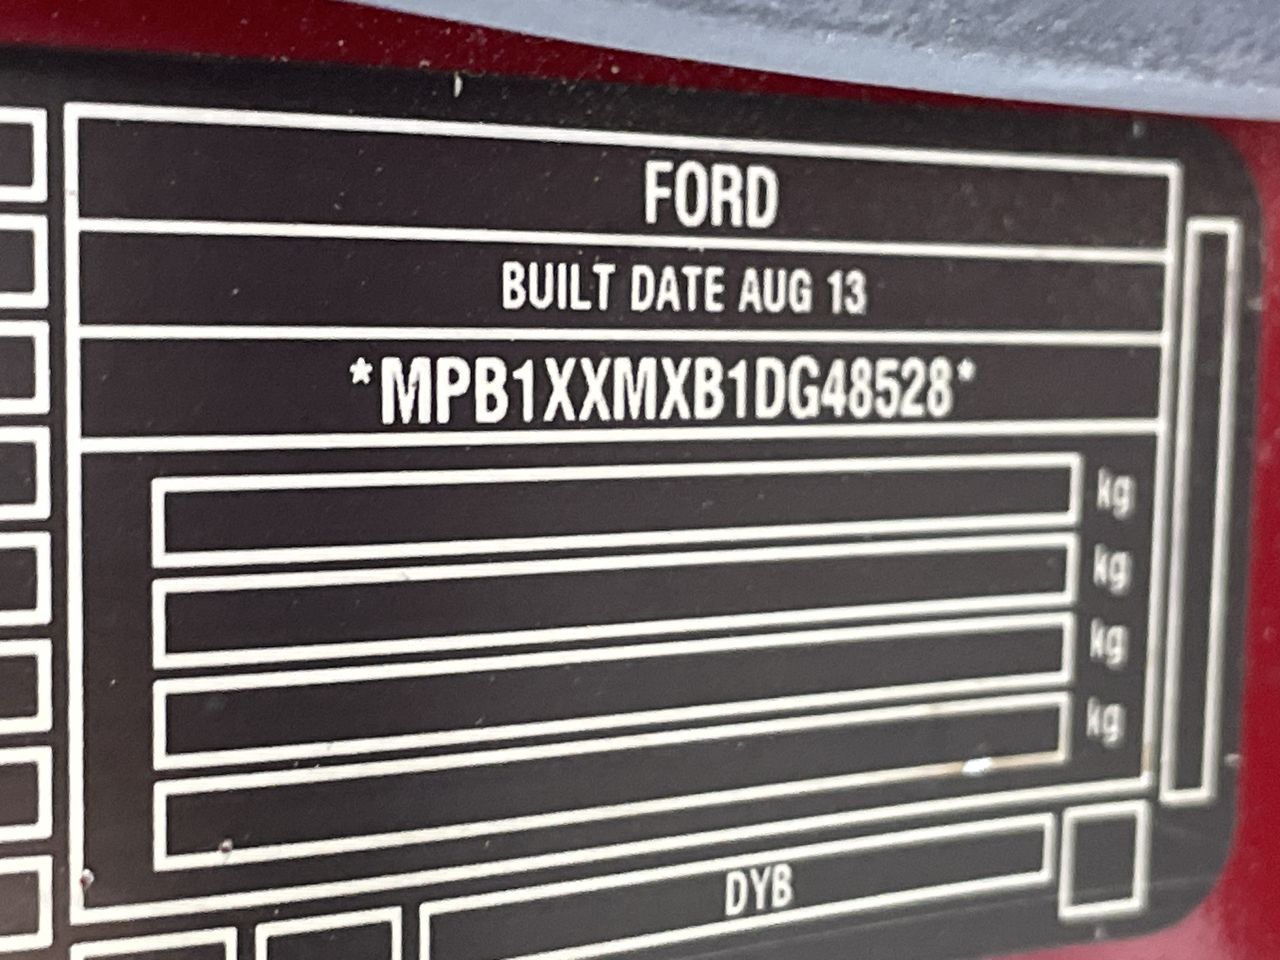 FORD
BUILT DATE AUG 13
*MPB1XXMXB1DG48528*
kg
kg
kg
kg
DYB